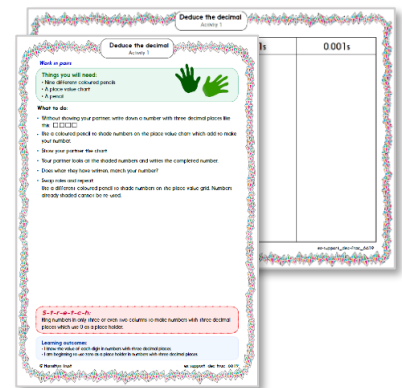 Deduce the decimal
Activity 1
0.001s
Deduce the decimal
Activity 1
Work in pairs
Things you will need:
• Nine different coloured pencils
• A place value chart
• A pencil
What to do:
• Without showing your partner, write down a number with three decimal places like this: □.□□□
• Use a coloured pencil to shade numbers on the place value chart which add to make your number.
• Show your partner the chart.
• Your partner looks at the shaded numbers and writes the completed number.
• Does what they have written, match your number?
• Swap roles and repeat.
Use a different coloured pencil to shade numbers on the place value grid. Numbers already shaded cannot be re-used.
S-t-r-e-t-c-h:
Using numbers in only three or even two columns to make numbers with three decimal places which use 0 as a place holder.
Learning outcomes:
• I know the value of each digit in numbers with three decimal places.
• I am beginning to use zero as a place holder in numbers with three decimal places.
© Hamilton Trust